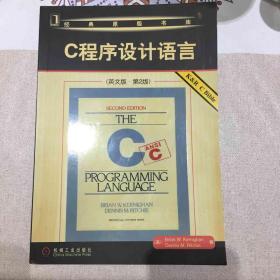 经典原版书库
C程序设计语言
(英文版·第2版)
K&R C Bible
SECOND EDITION
THE
C
ANSI C
PROGRAMMING
LANGUAGE
BRIAN W. KERNIGHAN
DENNIS M. RITCHIE
Brian W. Kernighan
Dennis M. Ritchie
机械工业出版社
China Machine Press